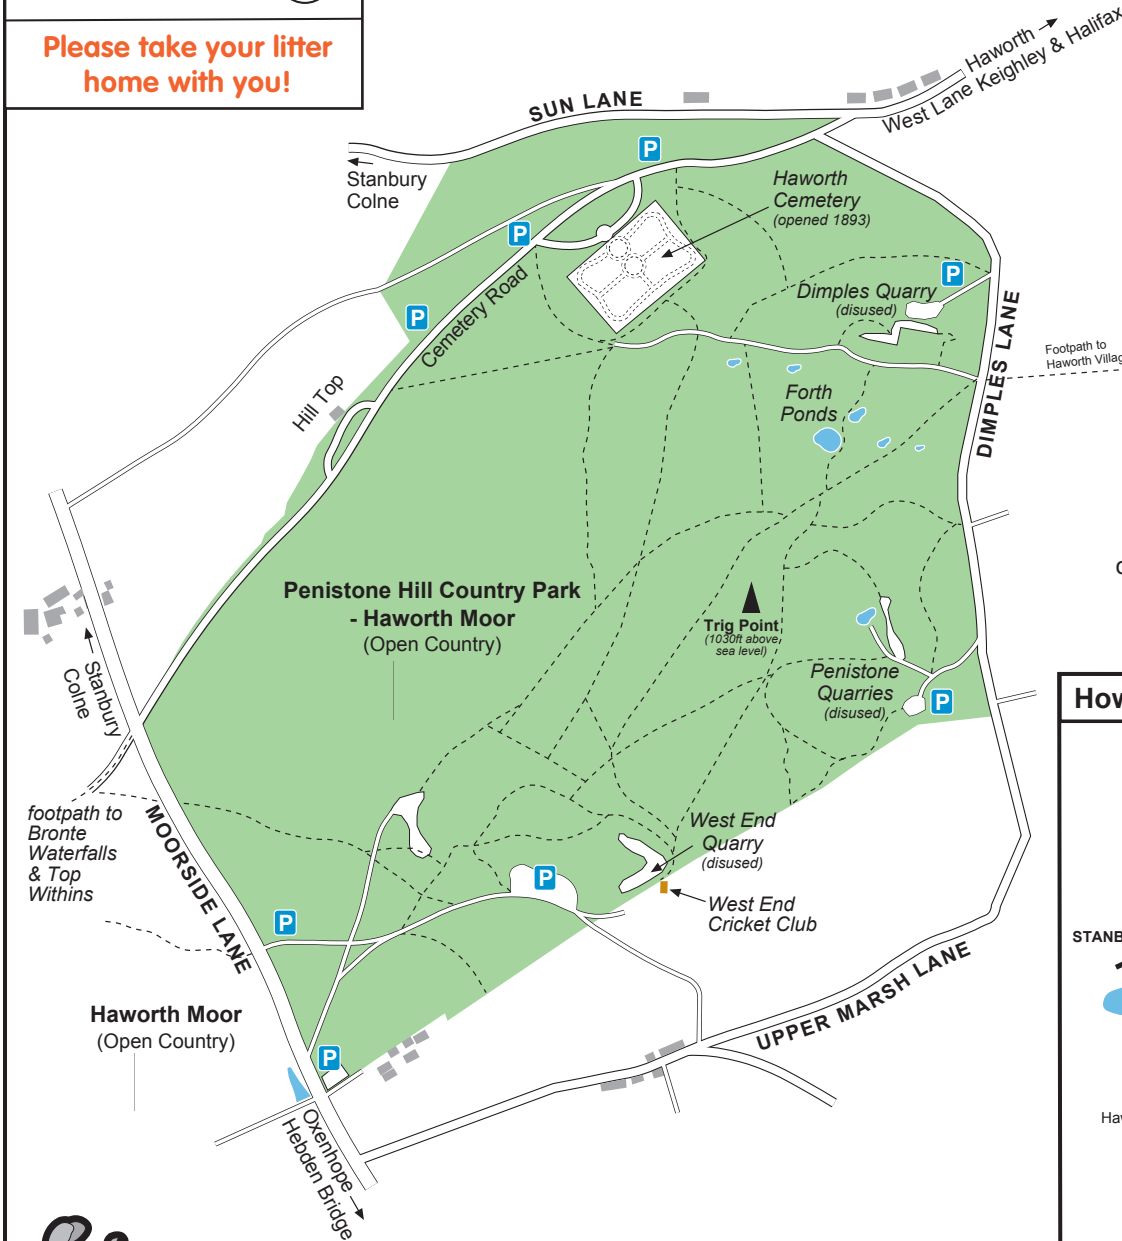 Please take your litter
home with you!
SUN LANE
Haworth
West Lane Keighley & Halifax
Stanbury
Colne
P
Haworth
Cemetery
(opened 1893)
P
P
Dimples Quarry
(disused)
P
Cemetery Road
DIMPLES LANE
Footpath to
Haworth Villag
Hill Top
Forth
Ponds
Penistone Hill Country Park
- Haworth Moor
(Open Country)
Trig Point
(1030ft above
sea level)
Stanbury
Colne
Penistone
Quarries
(disused)
P
How
footpath to
Bronte
Waterfalls
& Top
Withins
MOORSIDE LANE
West End
Quarry
(disused)
P
West End
Cricket Club
P
STANB
UPPER MARSH LANE
Haworth Moor
(Open Country)
P
Oxenhope
Hebden Bridge
Hav